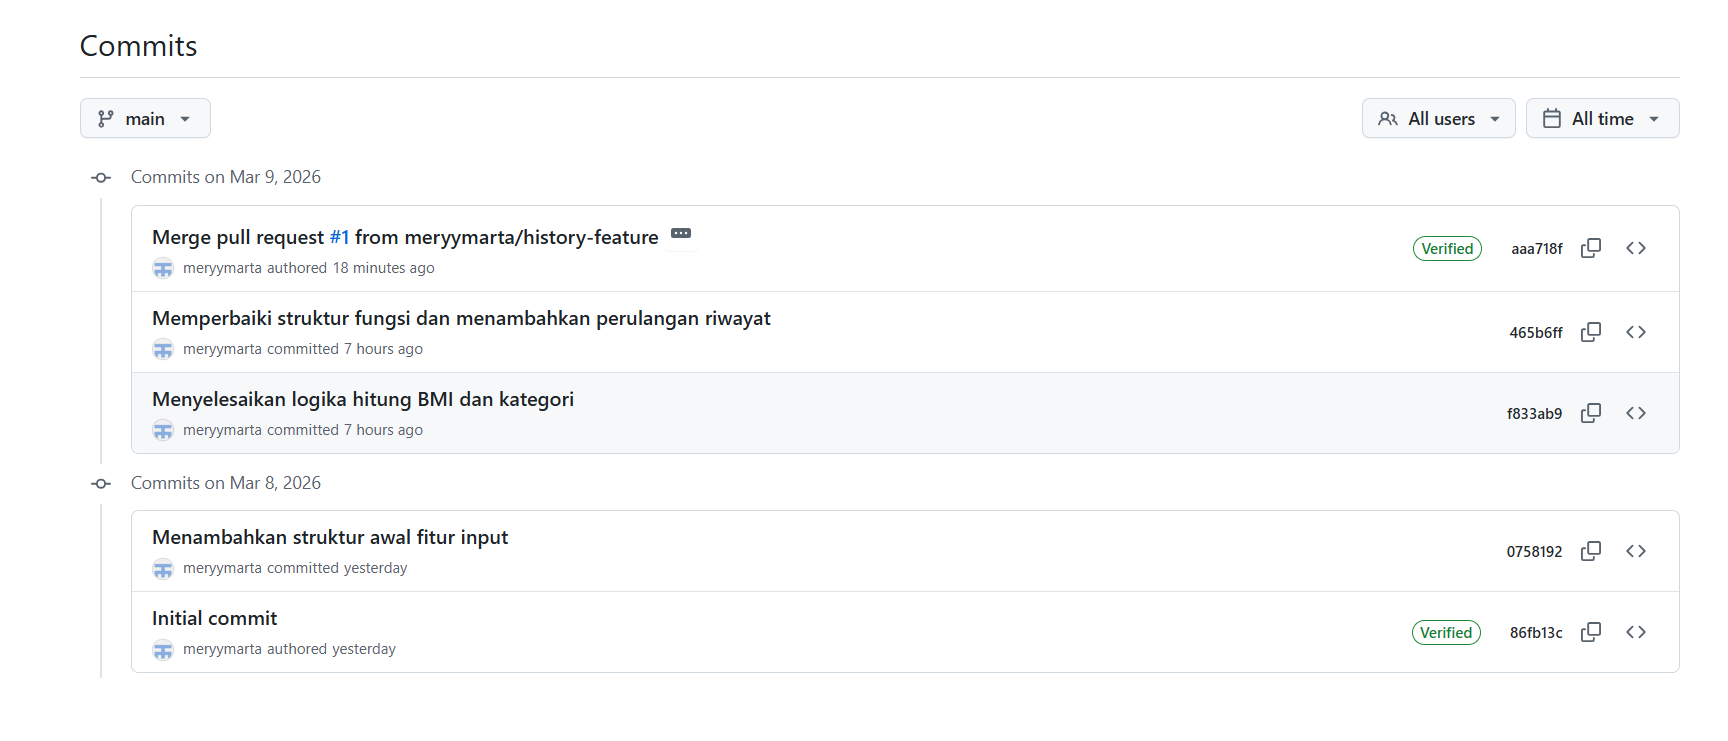 Commits
main
All users
All time
Commits on Mar 9, 2026
Merge pull request #1 from meryymarta/history-feature
meryymarta authored 18 minutes ago
Verified
aaa718f
Memperbaiki struktur fungsi dan menambahkan perulangan riwayat
meryymarta committed 7 hours ago
465b6ff
Menyelesaikan logika hitung BMI dan kategori
meryymarta committed 7 hours ago
f833ab9
Commits on Mar 8, 2026
Menambahkan struktur awal fitur input
meryymarta committed yesterday
0758192
Initial commit
meryymarta authored yesterday
Verified
86fb13c